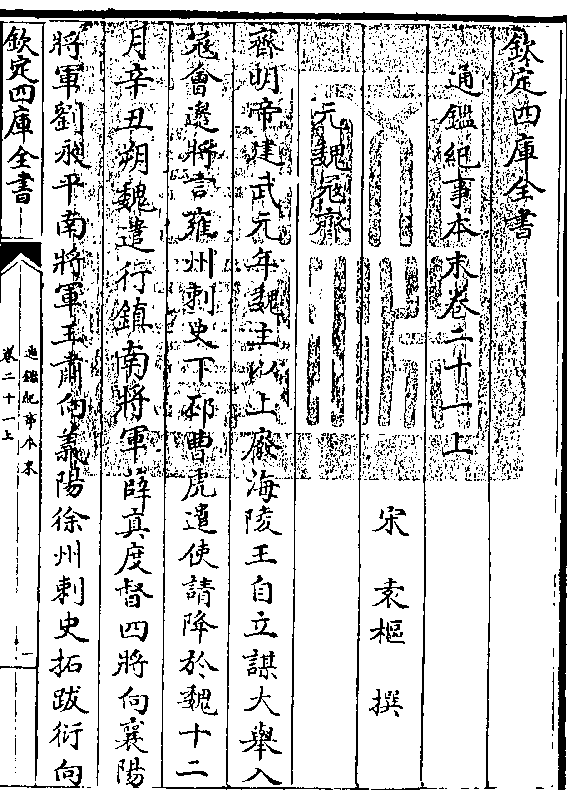 欽定四庫全書
通鑑紀事本末卷二十一上
宋 袁樞 撰
元魏寇齊
齊明帝建武元年魏主以上廢海陵王自立謀大舉入
寇會邊將言雍州刺史下邳曹虎遣使請降於魏十二
月辛丑朔魏遣行鎮南將軍薛真度督四將向襄陽
將軍劉昶平南將軍王肅向義陽徐州刺史拓跋衍向
欽定四庫全書
通鑑紀事本末
卷二十一上
一